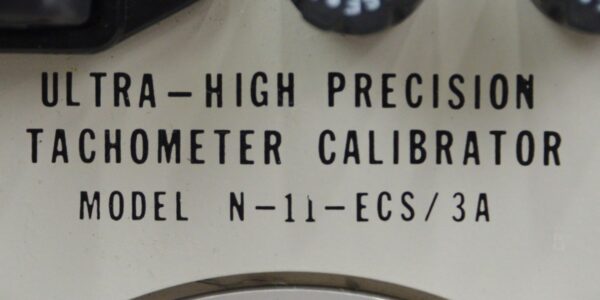 ULTRA-HIGH PRECISION
TACHOMETER CALIBRATOR
MODEL N-11-ECS/3A